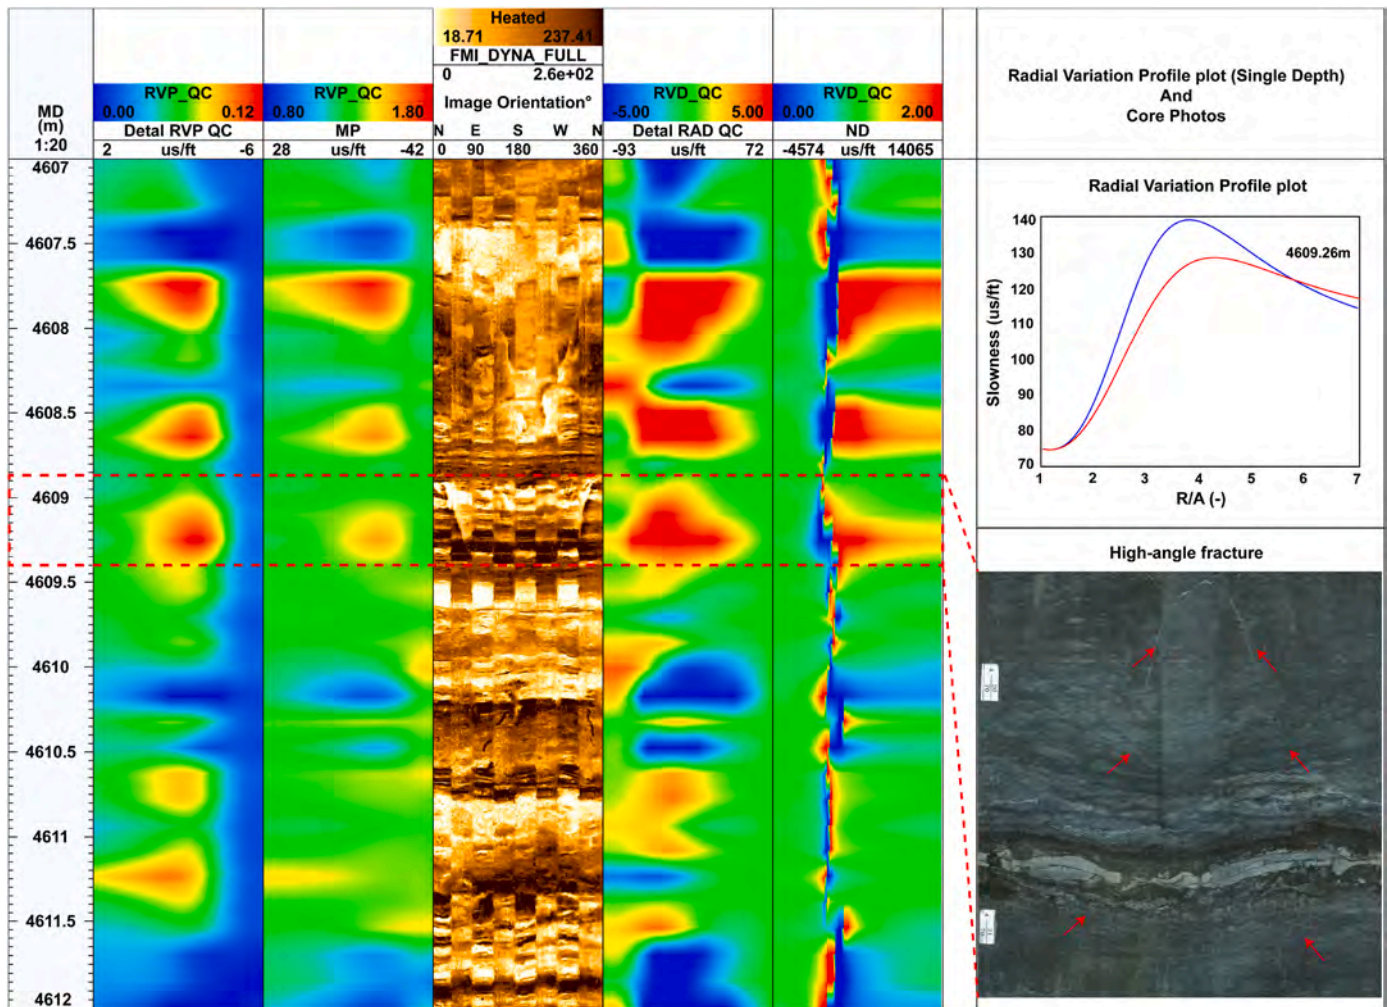 Heated
18.71 237.41
FMI_DYNA_FULL
0 2.6e+02
Image Orientation°
N E S W N
0 90 180 270 360
MD
(m)
1:20
RVP_QC
0.00 0.12
Detal RVP QC
2 us/ft -6
RVP_QC
0.80 1.80
MP
28 us/ft -42
RVD_QC
-5.00 5.00
Detal RAD QC
-93 us/ft 72
RVD_QC
0.00 2.00
ND
-4574 us/ft 14065
Radial Variation Profile plot (Single Depth)
And
Core Photos
4607
4607.5
4608
4608.5
4609
4609.5
4610
4610.5
4611
4611.5
4612
Radial Variation Profile plot
140
130
120
110
100
90
80
70
Slowness (us/ft)
4609.26m
1 2 3 4 5 6 7
R/A (-)
High-angle fracture